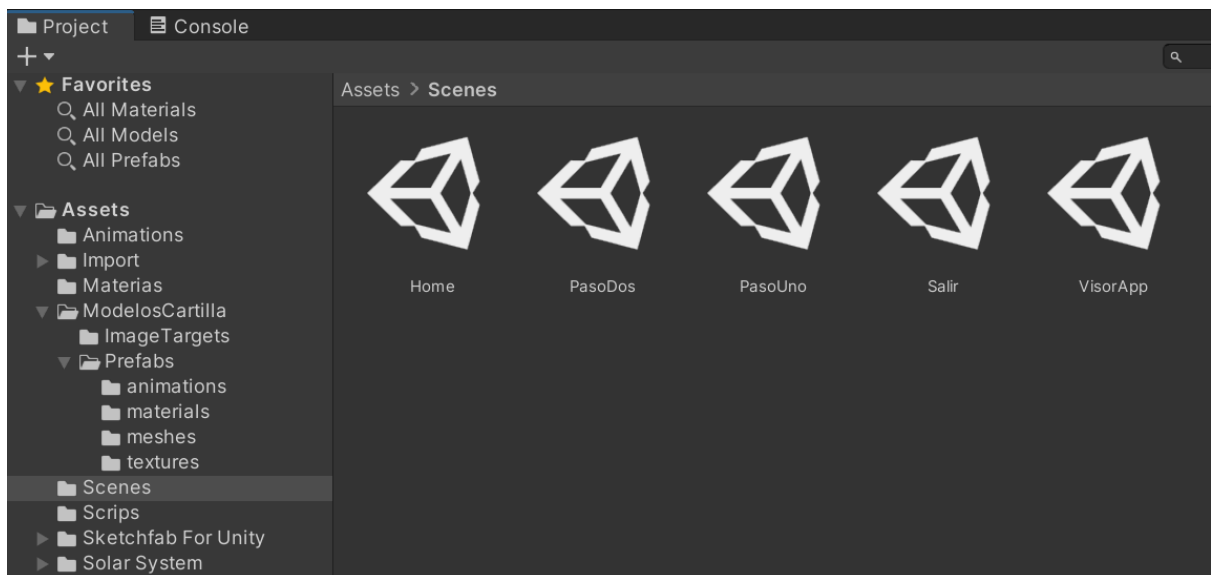 Project
Console
Favorites
All Materials
All Models
All Prefabs
Assets
Animations
Import
Materias
ModelosCartilla
ImageTargets
Prefabs
animations
materials
meshes
textures
Scenes
Scrips
Sketchfab For Unity
Solar System
Assets > Scenes
Home
PasoDos
PasoUno
Salir
VisorApp